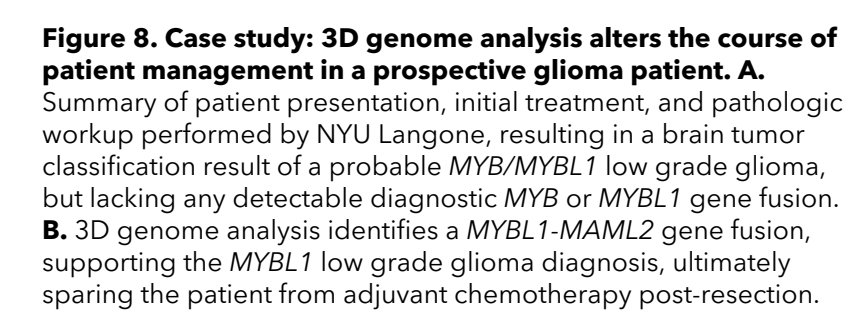 Figure 8. Case study: 3D genome analysis alters the course of
patient management in a prospective glioma patient. A.
Summary of patient presentation, initial treatment, and pathologic
workup performed by NYU Langone, resulting in a brain tumor
classification result of a probable MYB/MYBL1 low grade glioma,
but lacking any detectable diagnostic MYB or MYBL1 gene fusion.
B. 3D genome analysis identifies a MYBL1-MAML2 gene fusion,
supporting the MYBL1 low grade glioma diagnosis, ultimately
sparing the patient from adjuvant chemotherapy post-resection.